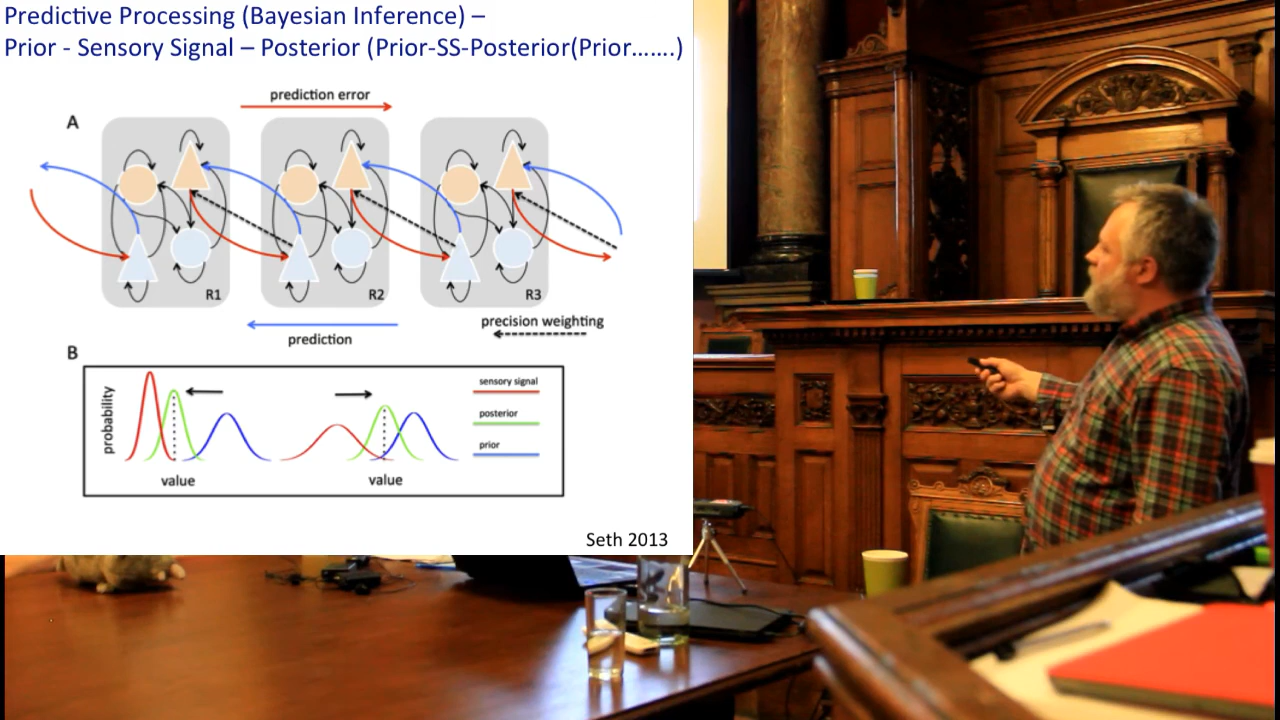 Predictive Processing (Bayesian Inference) –
Prior - Sensory Signal – Posterior (Prior-SS-Posterior(Prior…….)
prediction error
A
R1
R2
R3
prediction
precision weighting
B
probability
sensory signal
posterior
prior
value
value
Seth 2013